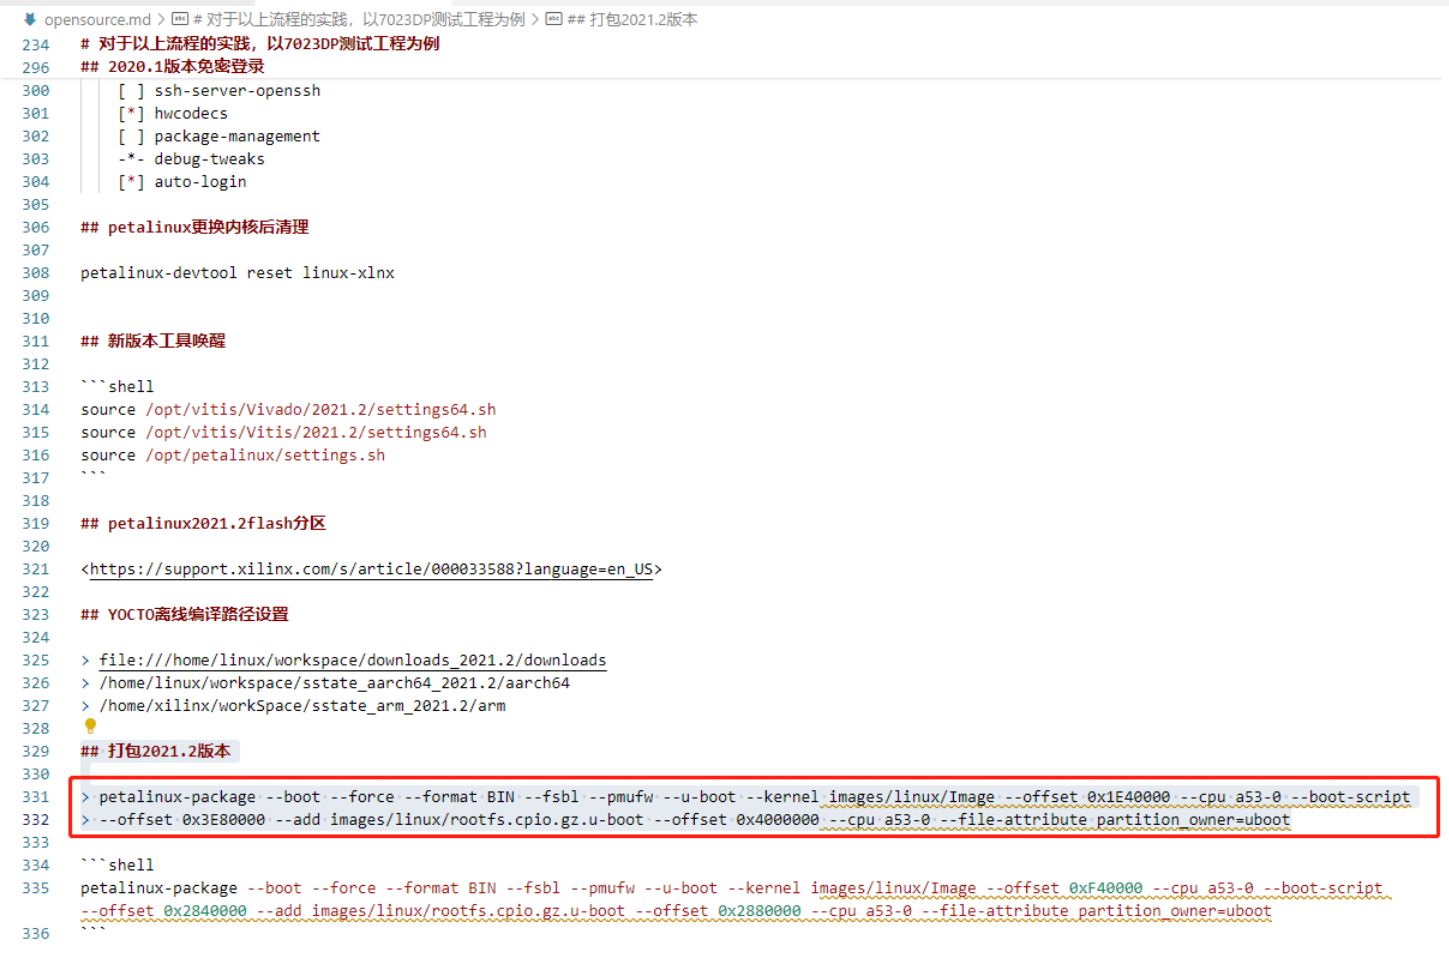 opensource.md > # 对于以上流程的实践，以7023DP测试工程为例 > ## 打包2021.2版本
234 # 对于以上流程的实践，以7023DP测试工程为例
296 ## 2020.1版本免密登录
300 [ ] ssh-server-openssh
301 [*] hwcodecs
302 [ ] package-management
303 -*- debug-tweaks
304 [*] auto-login
305
306 ## petalinux更换内核后清理
307
308 petalinux-devtool reset linux-xlnx
309
310
311 ## 新版本工具唤醒
312
313 ```shell
314 source /opt/vitis/Vivado/2021.2/settings64.sh
315 source /opt/vitis/Vitis/2021.2/settings64.sh
316 source /opt/petalinux/settings.sh
317 ```
318
319 ## petalinux2021.2flash分区
320
321 <https://support.xilinx.com/s/article/000033588?language=en_US>
322
323 ## YOCTO离线编译路径设置
324
325 > file:///home/linux/workspace/downloads_2021.2/downloads
326 > /home/linux/workspace/sstate_aarch64_2021.2/aarch64
327 > /home/xilinx/workSpace/sstate_arm_2021.2/arm
328
329 ## 打包2021.2版本
330
331 > petalinux-package --boot --force --format BIN --fsbl --pmufw --u-boot --kernel images/linux/Image --offset 0x1E40000 --cpu a53-0 --boot-script
332 > --offset 0x3E80000 --add images/linux/rootfs.cpio.gz.u-boot --offset 0x4000000 --cpu a53-0 --file-attribute partition_owner=uboot
333
334 ```shell
335 petalinux-package --boot --force --format BIN --fsbl --pmufw --u-boot --kernel images/linux/Image --offset 0xF40000 --cpu a53-0 --boot-script
--offset 0x2840000 --add images/linux/rootfs.cpio.gz.u-boot --offset 0x2880000 --cpu a53-0 --file-attribute partition_owner=uboot
336 ```